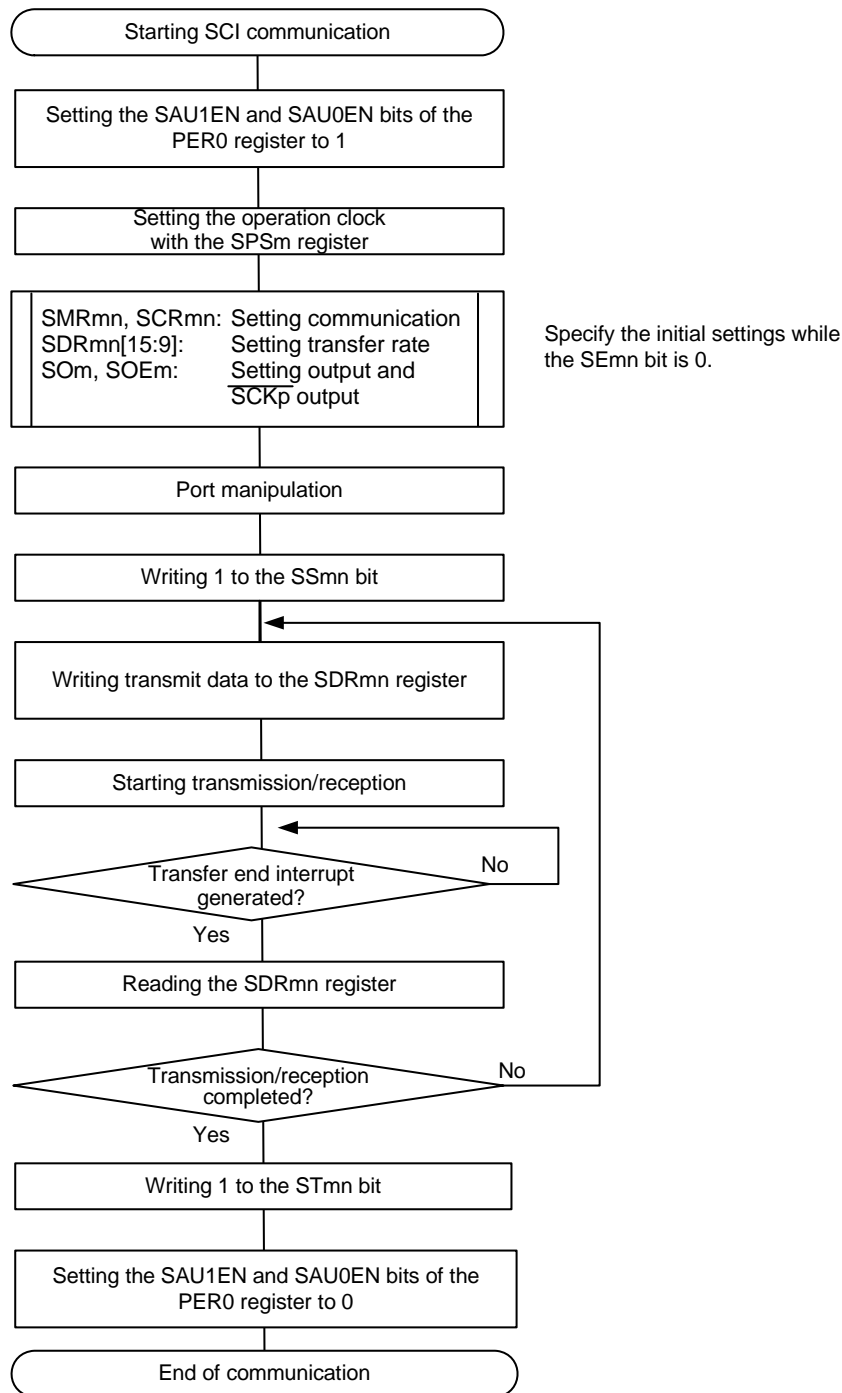 Starting SCI communication
Setting the SAU1EN and SAU0EN bits of the
PER0 register to 1
Setting the operation clock
with the SPSm register
SMRmn, SCRmn: Setting communication
SDRmn[15:9]: Setting transfer rate
SOm, SOEm: Setting output and
SCKp output
Specify the initial settings while
the SEmn bit is 0.
Port manipulation
Writing 1 to the SSmn bit
Writing transmit data to the SDRmn register
Starting transmission/reception
Transfer end interrupt
generated?
No
Yes
Reading the SDRmn register
Transmission/reception
completed?
No
Yes
Writing 1 to the STmn bit
Setting the SAU1EN and SAU0EN bits of the
PER0 register to 0
End of communication